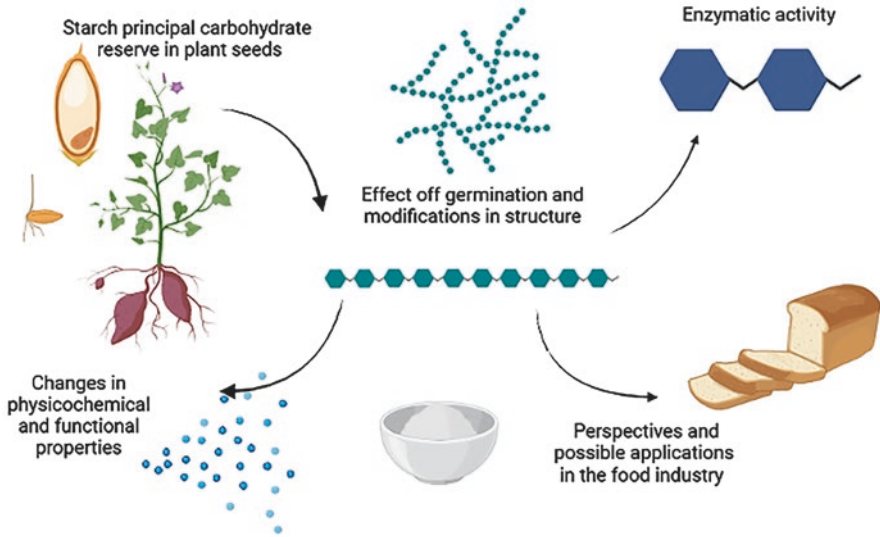 Starch principal carbohydrate
reserve in plant seeds
Enzymatic activity
Effect off germination and
modifications in structure
Changes in
physicochemical
and functional
properties
Perspectives and
possible applications
in the food industry